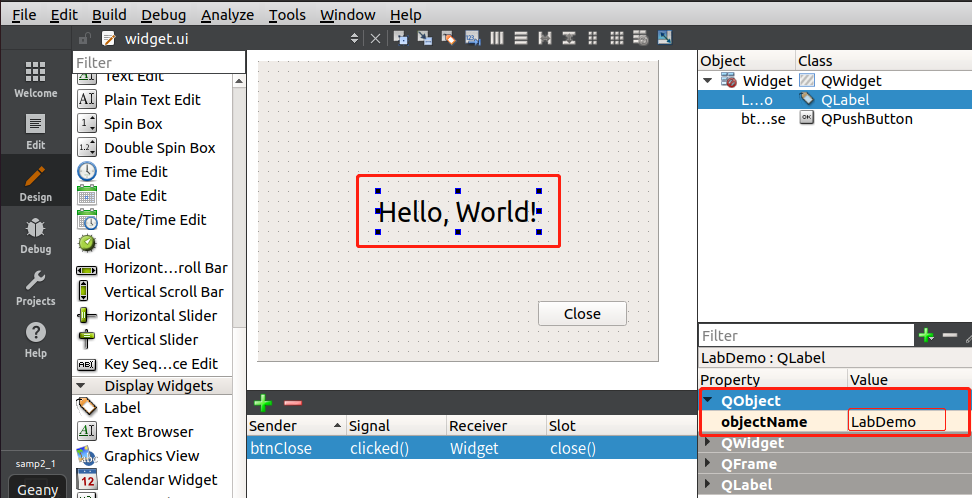 File Edit Build Debug Analyze Tools Window Help
widget.ui
Welcome
Edit
Design
Debug
Projects
Help
samp2_1
Geany
Filter
Text Edit
Plain Text Edit
Spin Box
Double Spin Box
Time Edit
Date Edit
Date/Time Edit
Dial
Horizont...roll Bar
Vertical Scroll Bar
Horizontal Slider
Vertical Slider
Key Seq...ce Edit
Display Widgets
Label
Text Browser
Graphics View
Calendar Widget
Hello, World!
Close
Sender Signal Receiver Slot
btnClose clicked() Widget close()
Object Class
Widget QWidget
L...o QLabel
bt...se QPushButton
Filter
LabDemo : QLabel
Property Value
QObject
objectName LabDemo
QWidget
QFrame
QLabel